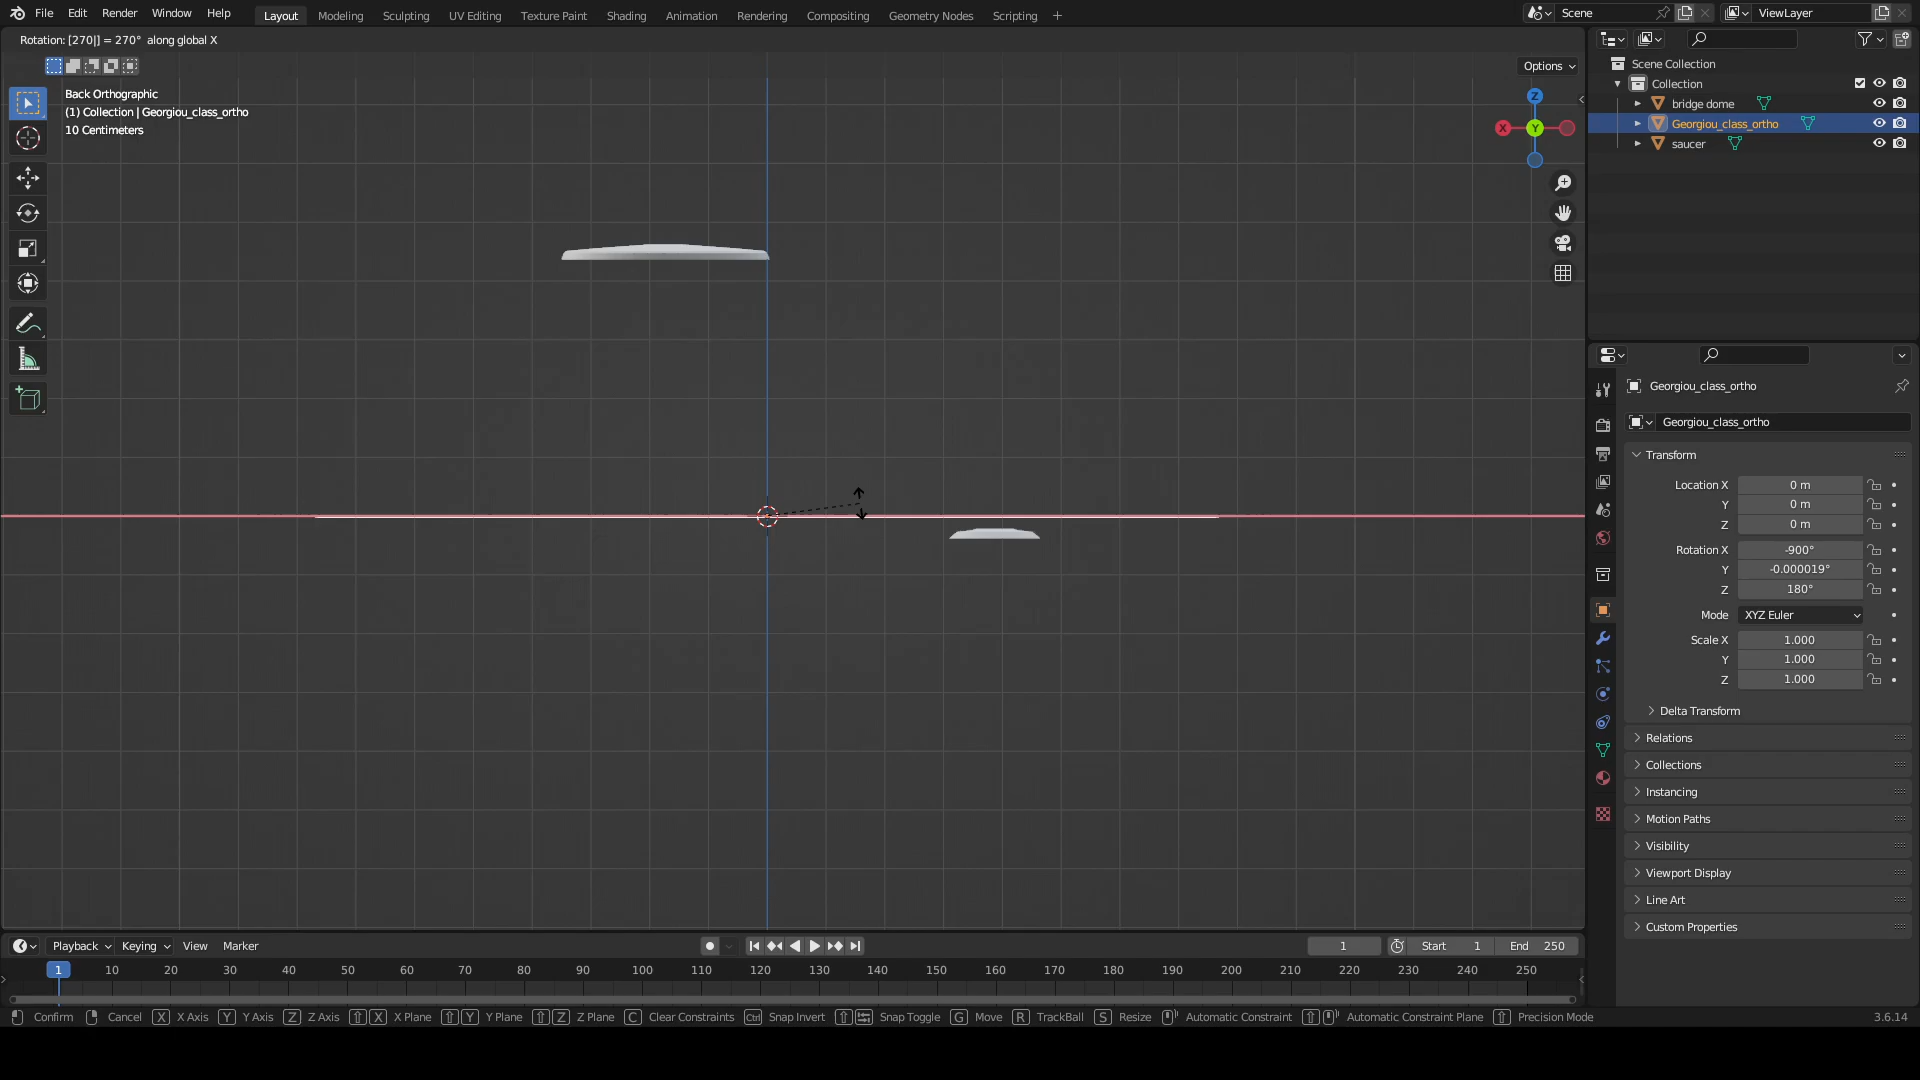 File Edit Render Window Help Layout Modeling Sculpting UV Editing Texture Paint Shading Animation Rendering Compositing Geometry Nodes Scripting + Scene ViewLayer
Rotation: [270|] = 270° along global X
Options
Back Orthographic
(1) Collection | Georgiou_class_ortho
10 Centimeters
Z
X
Y
Scene Collection
Collection
bridge dome
Georgiou_class_ortho
saucer
Georgiou_class_ortho
Georgiou_class_ortho
Transform
Location X 0 m
Y 0 m
Z 0 m
Rotation X -900°
Y -0.000019°
Z 180°
Mode XYZ Euler
Scale X 1.000
Y 1.000
Z 1.000
Delta Transform
Relations
Collections
Instancing
Motion Paths
Visibility
Viewport Display
Line Art
Custom Properties
Playback Keying View Marker 1 Start 1 End 250
1 10 20 30 40 50 60 70 80 90 100 110 120 130 140 150 160 170 180 190 200 210 220 230 240 250
Confirm Cancel X X Axis Y Y Axis Z Z Axis X X Plane Y Y Plane Z Z Plane C Clear Constraints Ctrl Snap Invert Snap Toggle G Move R TrackBall S Resize Automatic Constraint Automatic Constraint Plane Precision Mode 3.6.14